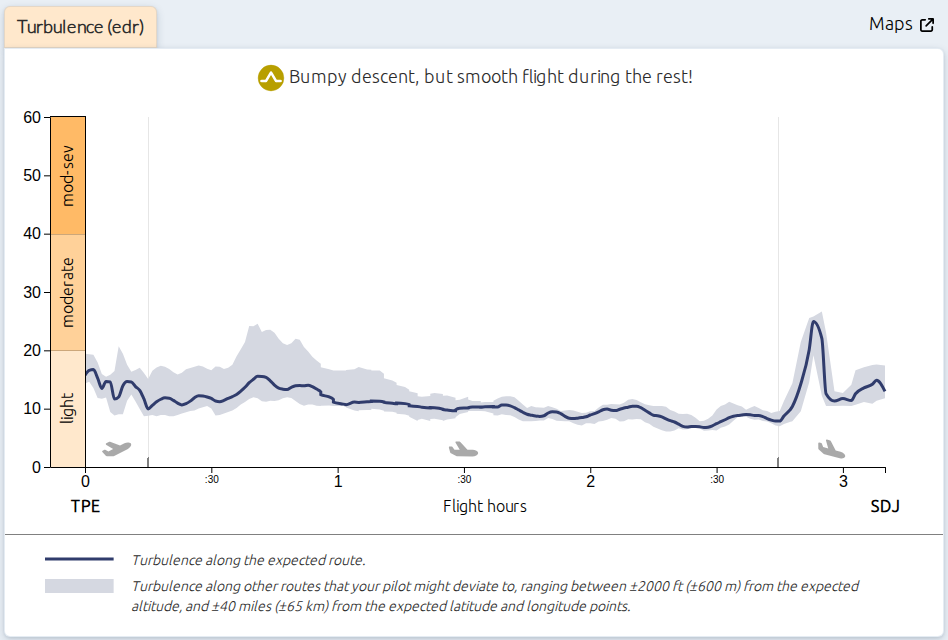 Turbulence (edr)
Maps
Bumpy descent, but smooth flight during the rest!
60
mod-sev
50
40
moderate
30
20
light
10
0
0 :30 1 :30 2 :30 3
TPE Flight hours SDJ
Turbulence along the expected route.
Turbulence along other routes that your pilot might deviate to, ranging between ±2000 ft (±600 m) from the expected
altitude, and ±40 miles (±65 km) from the expected latitude and longitude points.